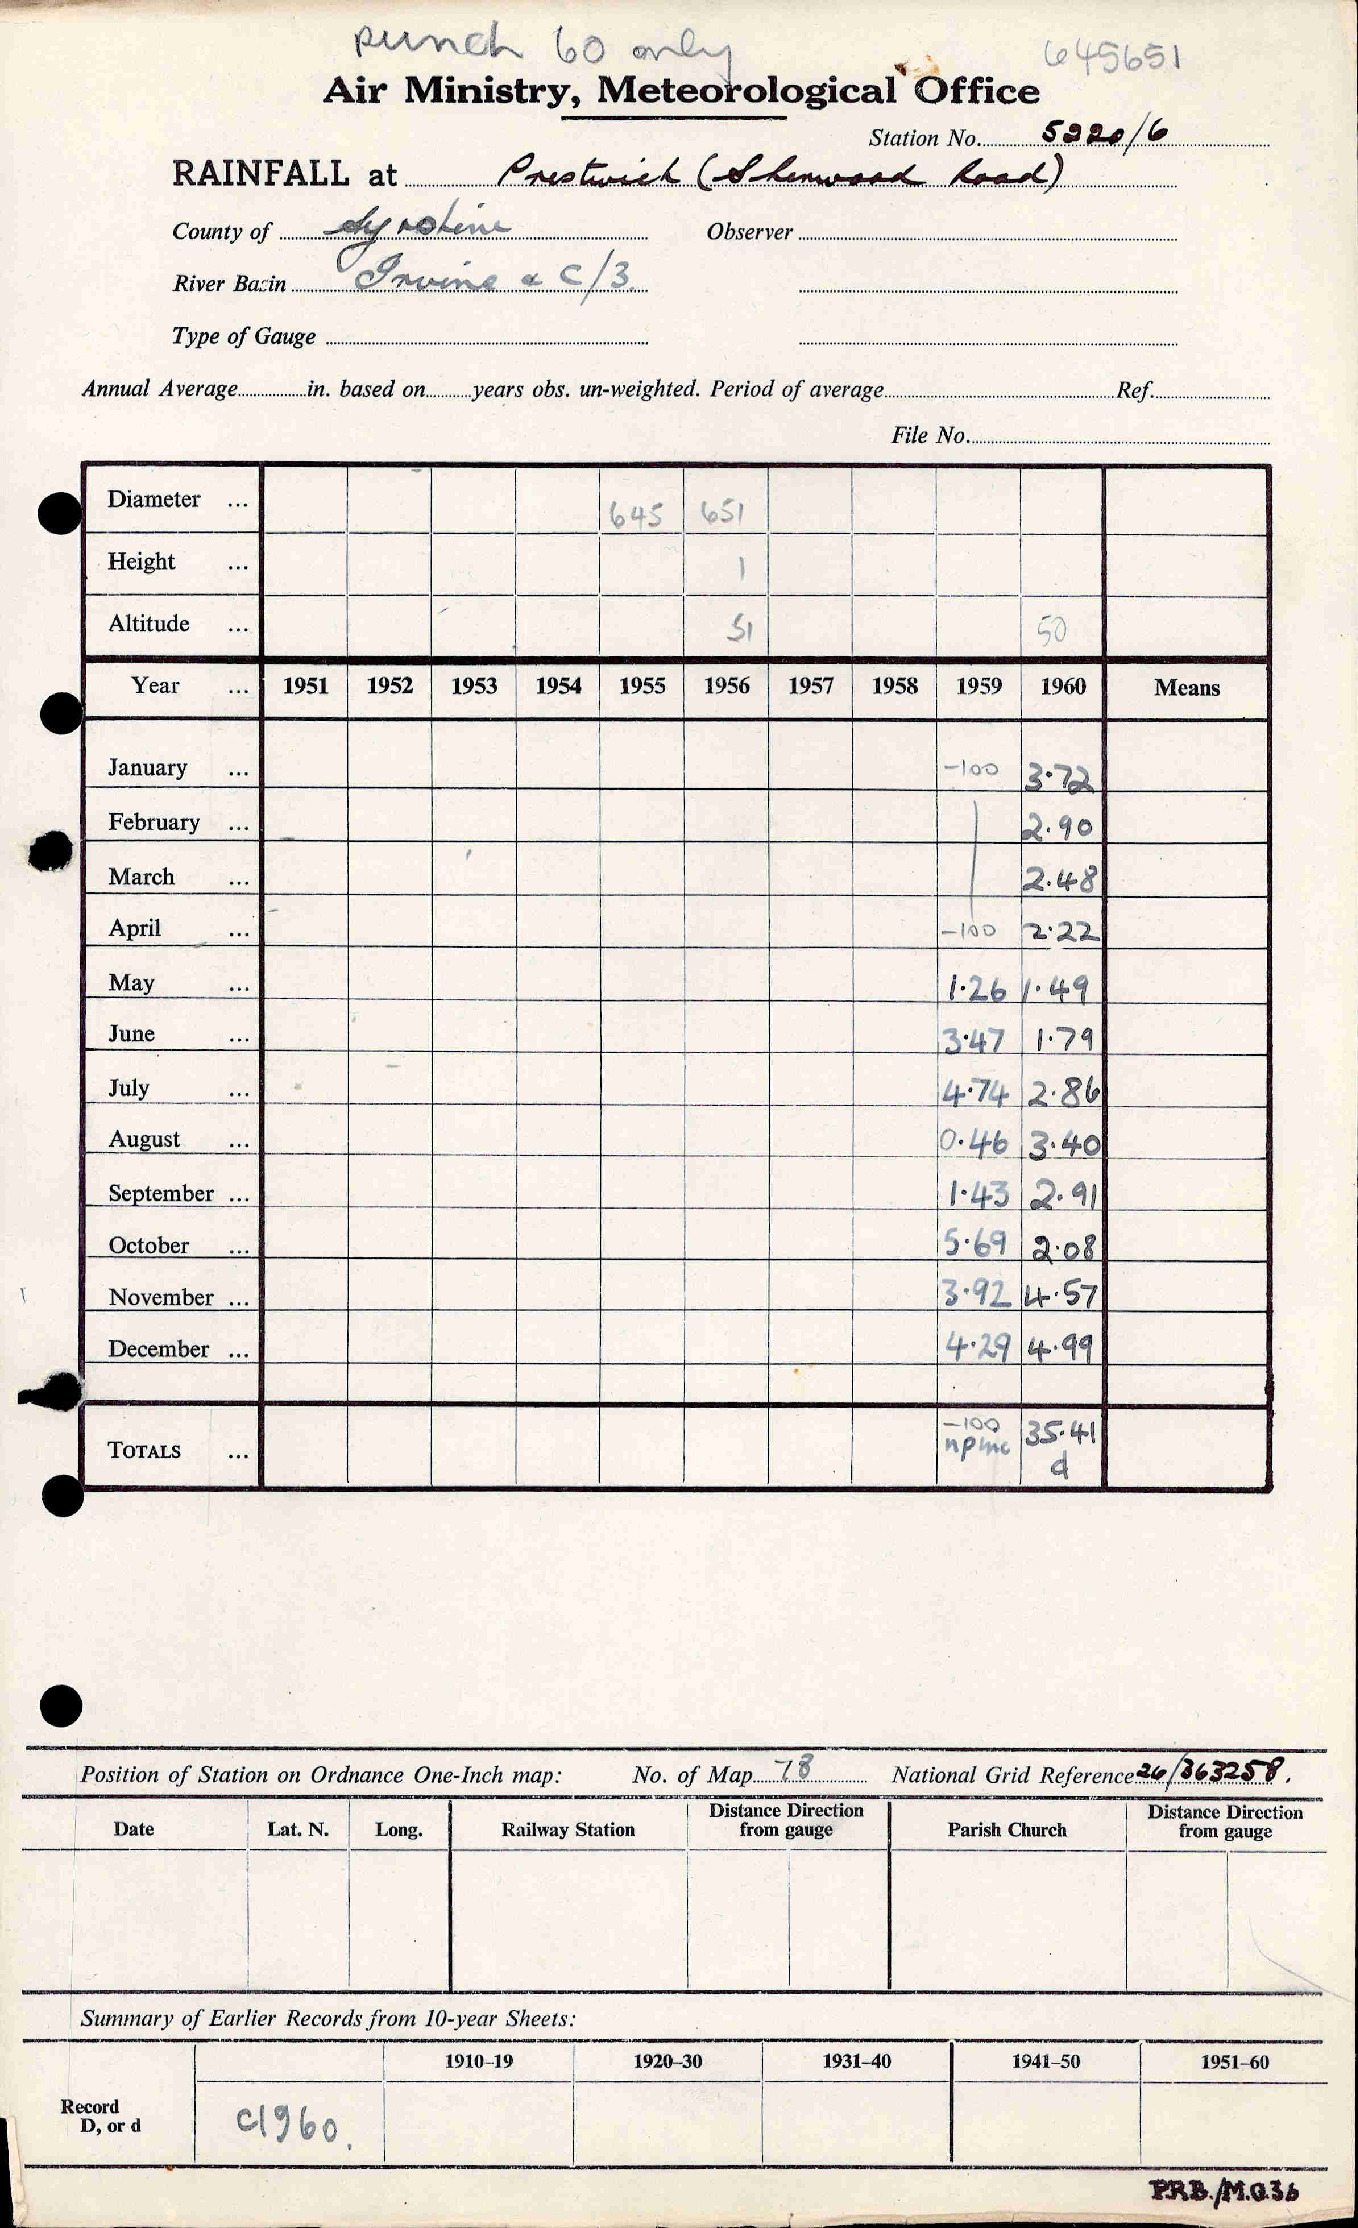 punch 60 only 645651
Air Ministry, Meteorological Office
Station No. 5220/6
RAINFALL at Prestwick (Sherwood Road)
County of Ayrshire Observer
River Basin Irvine & C/3.
Type of Gauge
Annual Average in. based on years obs. un-weighted. Period of average Ref.
File No.
Diameter ... 645 651
Height ... 1
Altitude ... 51 50
Year ... 1951 1952 1953 1954 1955 1956 1957 1958 1959 1960 Means
January ... -100 3.72
February ... 2.90
March ... 2.48
April ... -100 2.22
May ... 1.26 1.49
June ... 3.47 1.79
July ... 4.74 2.86
August ... 0.46 3.40
September ... 1.43 2.91
October ... 5.69 2.08
November ... 3.92 4.57
December ... 4.29 4.99
TOTALS ... -100 35.41
npmc d
Position of Station on Ordnance One-Inch map: No. of Map 78 National Grid Reference 26/363258.
Date Lat. N. Long. Railway Station Distance Direction from gauge Parish Church Distance Direction from gauge
Summary of Earlier Records from 10-year Sheets:
1910–19 1920–30 1931–40 1941–50 1951–60
Record
D, or d c1960.
P.R.B./M.O.36